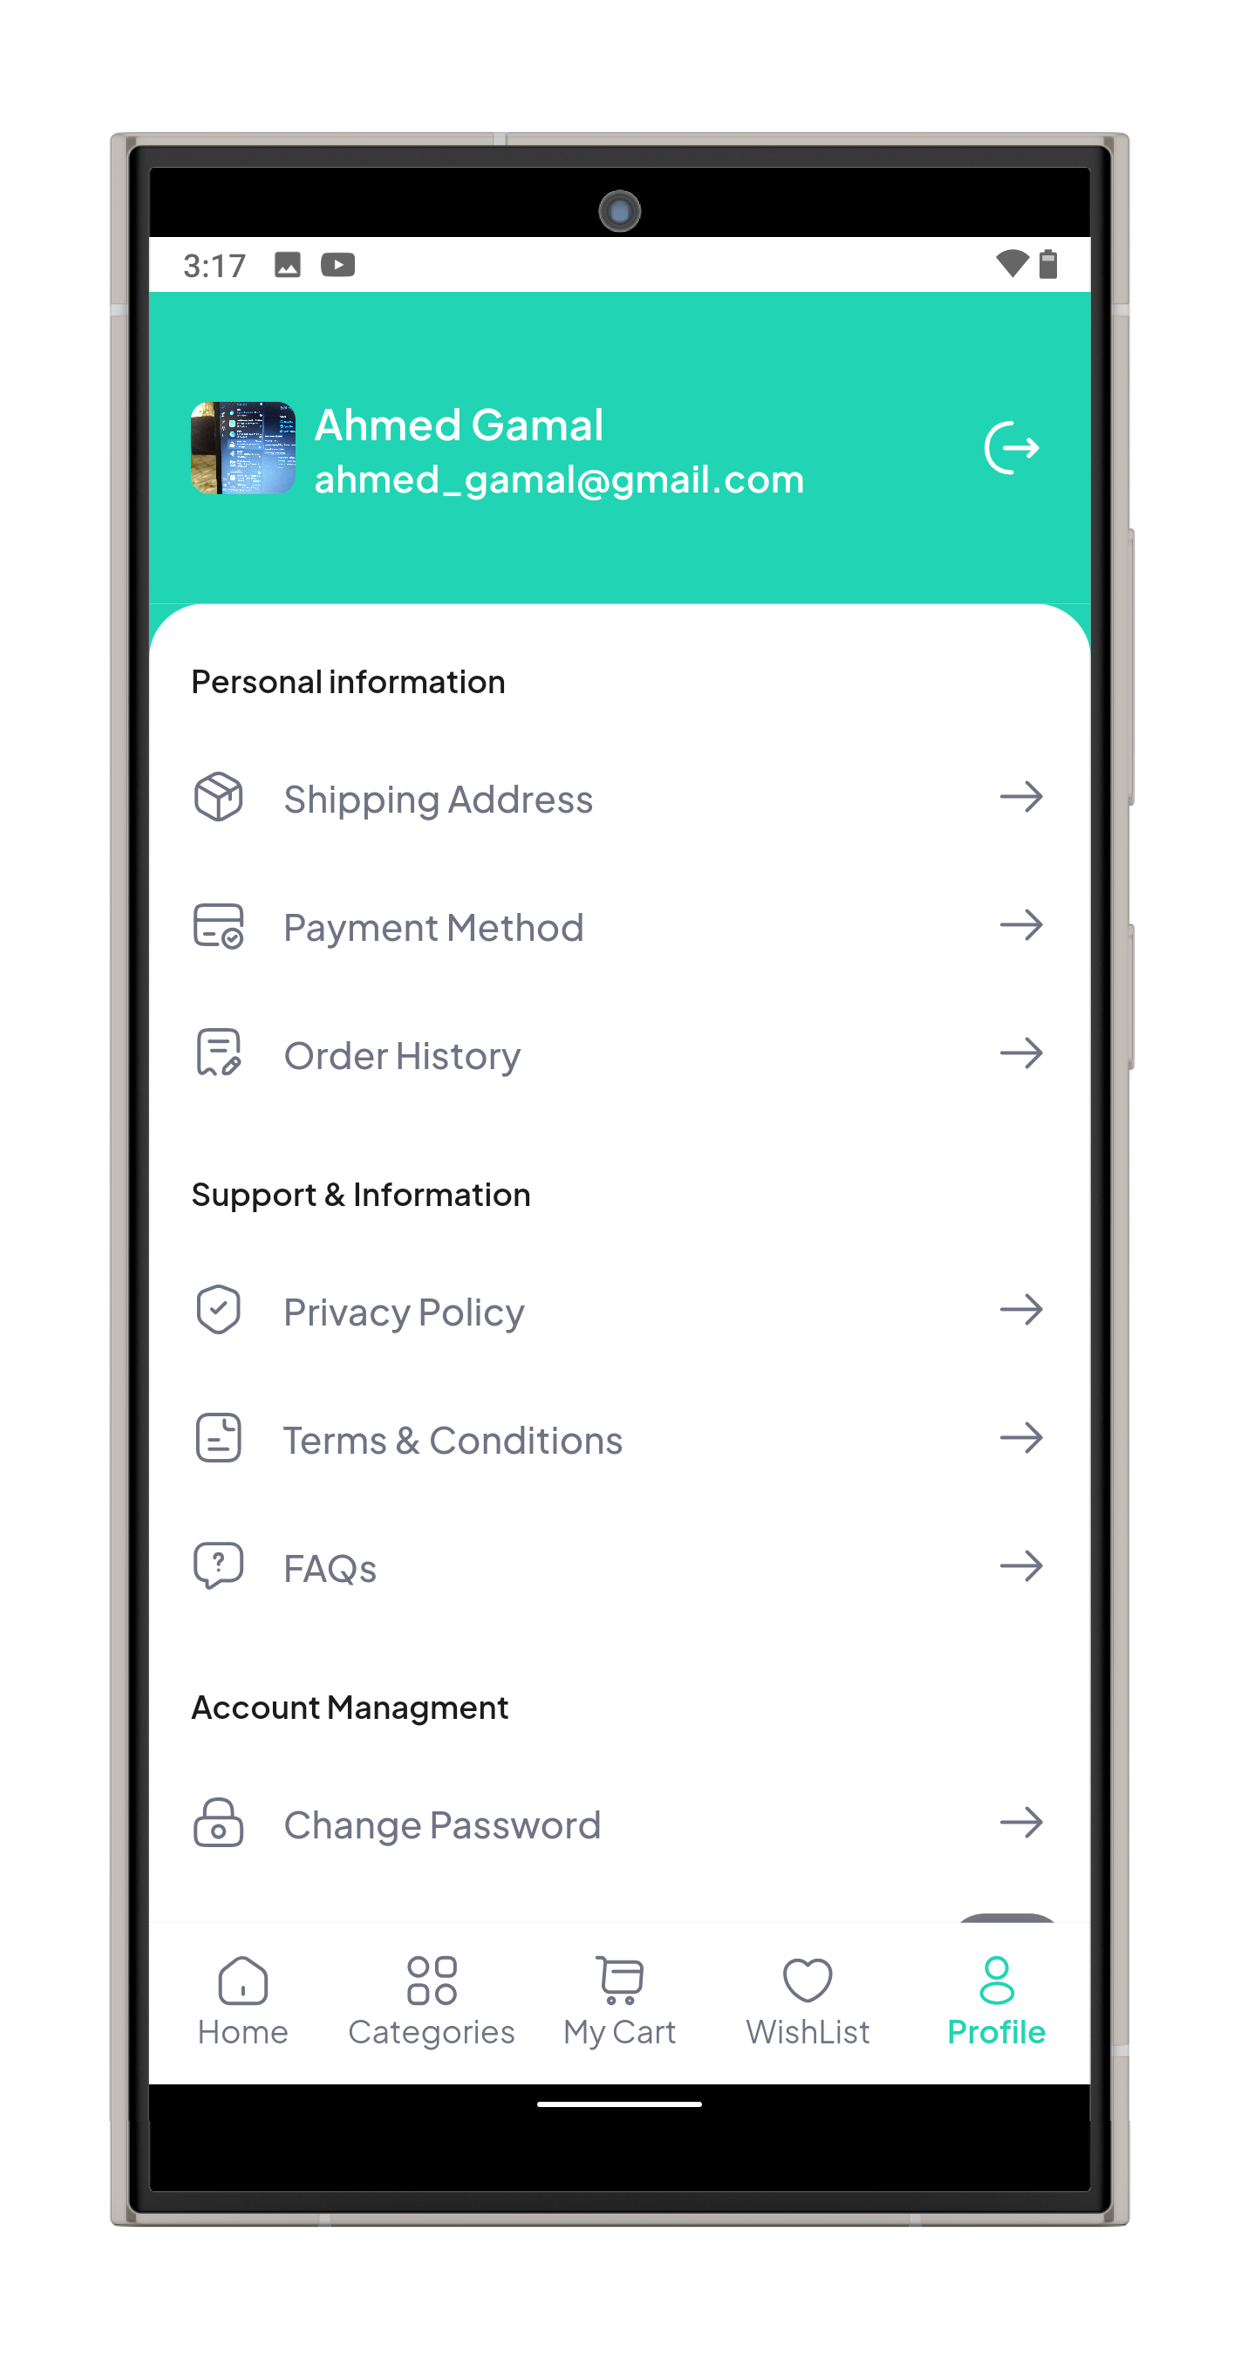 3:17
Ahmed Gamal
ahmed_gamal@gmail.com
Personal information
Shipping Address
Payment Method
Order History
Support & Information
Privacy Policy
Terms & Conditions
FAQs
Account Managment
Change Password
Home
Categories
My Cart
WishList
Profile